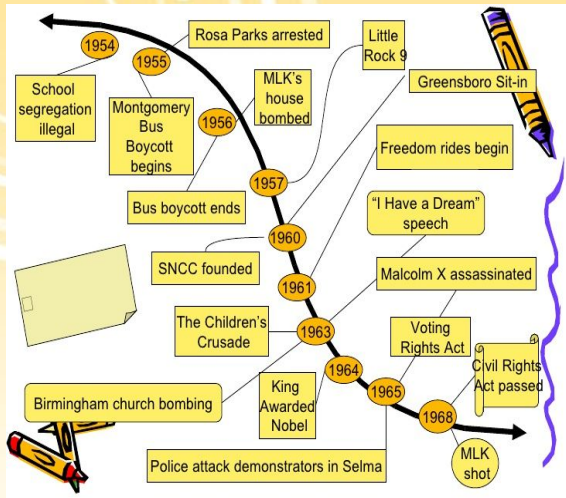 Rosa Parks arrested
Little
Rock 9
1954
1955
School
segregation
illegal
Montgomery
Bus
Boycott
begins
MLK's
house
bombed
Greensboro Sit-in
1956
Bus boycott ends
1957
Freedom rides begin
"I Have a Dream"
speech
1960
SNCC founded
Malcolm X assassinated
1961
The Children's
Crusade
1963
Voting
Rights Act
1964
Civil Rights
Act passed
King
Awarded
Nobel
1965
Birmingham church bombing
1968
Police attack demonstrators in Selma
MLK
shot